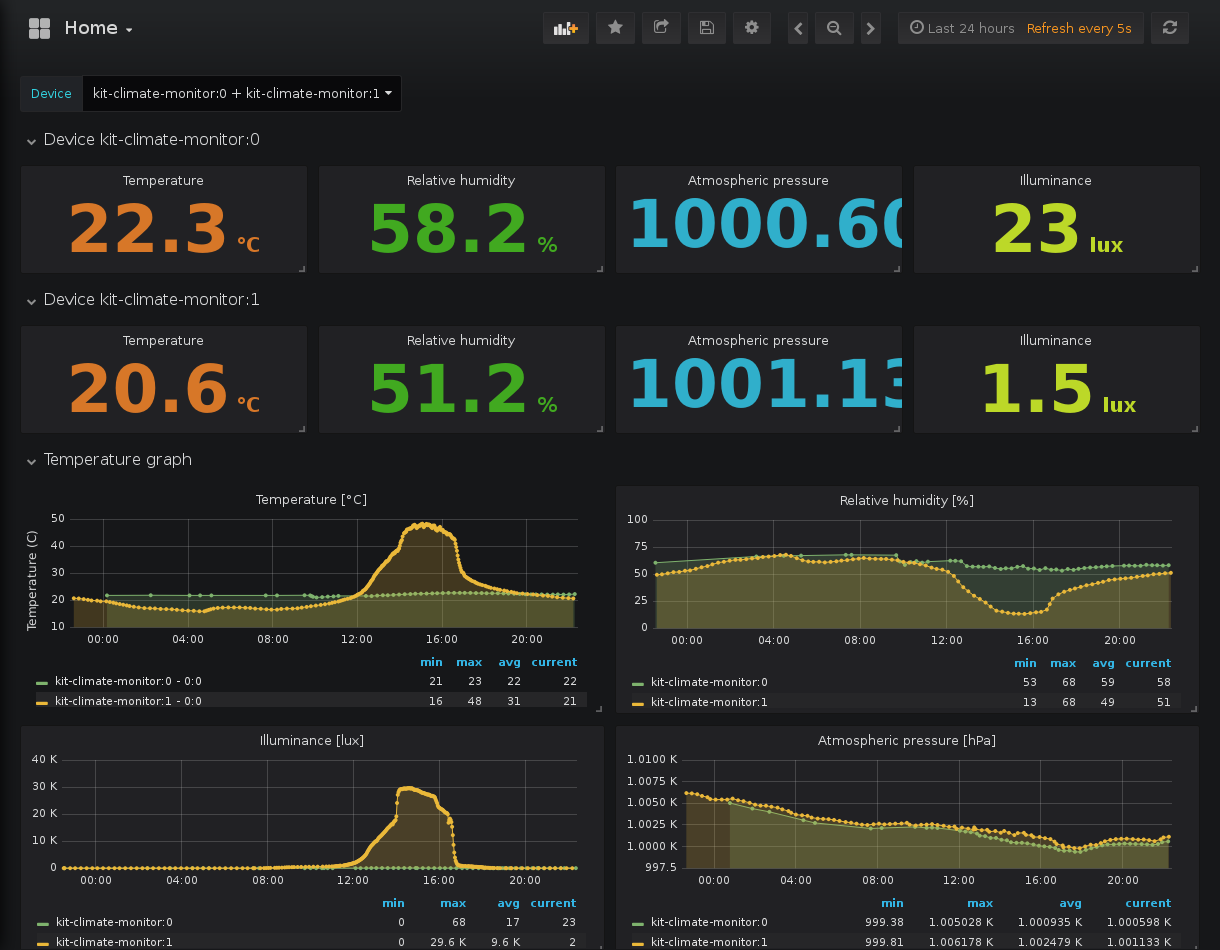 Home
Last 24 hours Refresh every 5s
Device kit-climate-monitor:0 + kit-climate-monitor:1
Device kit-climate-monitor:0
Temperature Relative humidity Atmospheric pressure Illuminance
22.3 °C 58.2 % 1000.60 23 lux
Device kit-climate-monitor:1
Temperature Relative humidity Atmospheric pressure Illuminance
20.6 °C 51.2 % 1001.13 1.5 lux
Temperature graph
Temperature [°C]
Temperature (C)
50
40
30
20
10
00:00 04:00 08:00 12:00 16:00 20:00
min max avg current
kit-climate-monitor:0 - 0:0 21 23 22 22
kit-climate-monitor:1 - 0:0 16 48 31 21
Relative humidity [%]
100
75
50
25
0
00:00 04:00 08:00 12:00 16:00 20:00
min max avg current
kit-climate-monitor:0 53 68 59 58
kit-climate-monitor:1 13 68 49 51
Illuminance [lux]
40 K
30 K
20 K
10 K
0
00:00 04:00 08:00 12:00 16:00 20:00
min max avg current
kit-climate-monitor:0 0 68 17 23
kit-climate-monitor:1 0 29.6 K 9.6 K 2
Atmospheric pressure [hPa]
1.0100 K
1.0075 K
1.0050 K
1.0025 K
1.0000 K
997.5
00:00 04:00 08:00 12:00 16:00 20:00
min max avg current
kit-climate-monitor:0 999.38 1.005028 K 1.000935 K 1.000598 K
kit-climate-monitor:1 999.81 1.006178 K 1.002479 K 1.001133 K